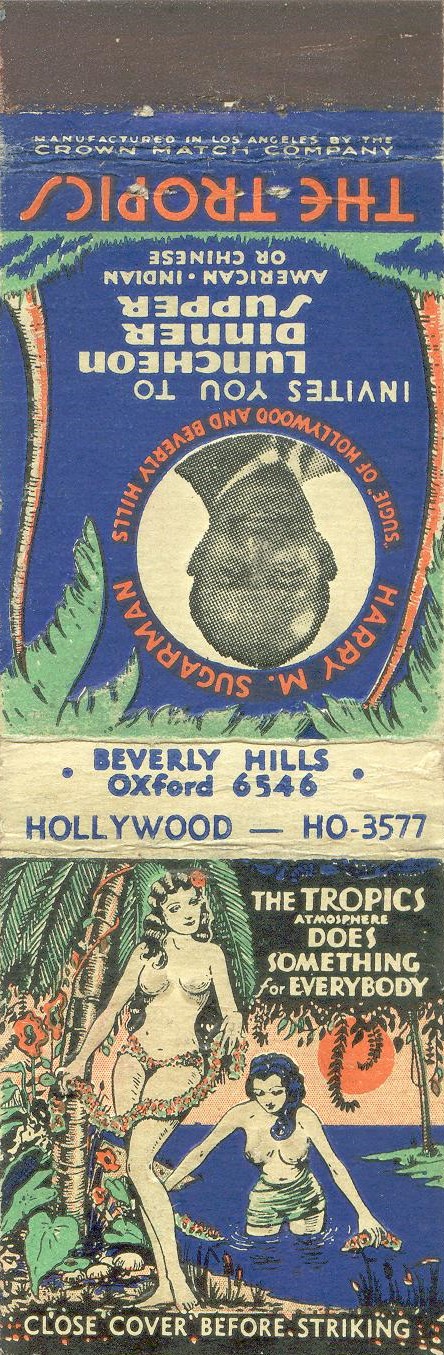 MANUFACTURED IN LOS ANGELES BY THE
CROWN MATCH COMPANY
THE TROPICS
INVITES YOU TO
LUNCHEON
DINNER
SUPPER
AMERICAN • INDIAN
OR CHINESE
"SUGIE" OF HOLLYWOOD AND BEVERLY HILLS
HARRY M. SUGARMAN
• BEVERLY HILLS •
OXford 6546
HOLLYWOOD — HO-3577
THE TROPICS
ATMOSPHERE
DOES
SOMETHING
for EVERYBODY
CLOSE COVER BEFORE STRIKING